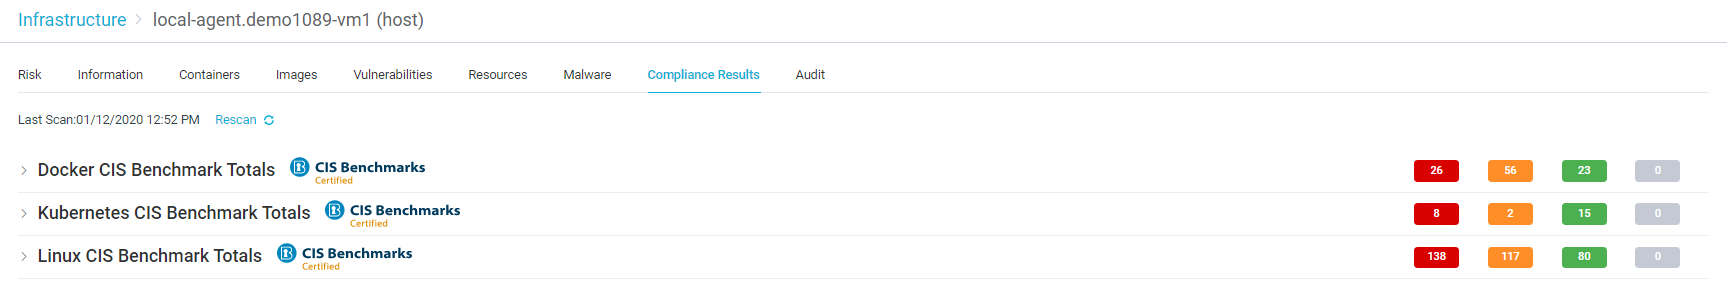 Infrastructure > local-agent.demo1089-vm1 (host)
Risk Information Containers Images Vulnerabilities Resources Malware Compliance Results Audit
Last Scan:01/12/2020 12:52 PM Rescan
Docker CIS Benchmark Totals CIS Benchmarks Certified 26 56 23 0
Kubernetes CIS Benchmark Totals CIS Benchmarks Certified 8 2 15 0
Linux CIS Benchmark Totals CIS Benchmarks Certified 138 117 80 0